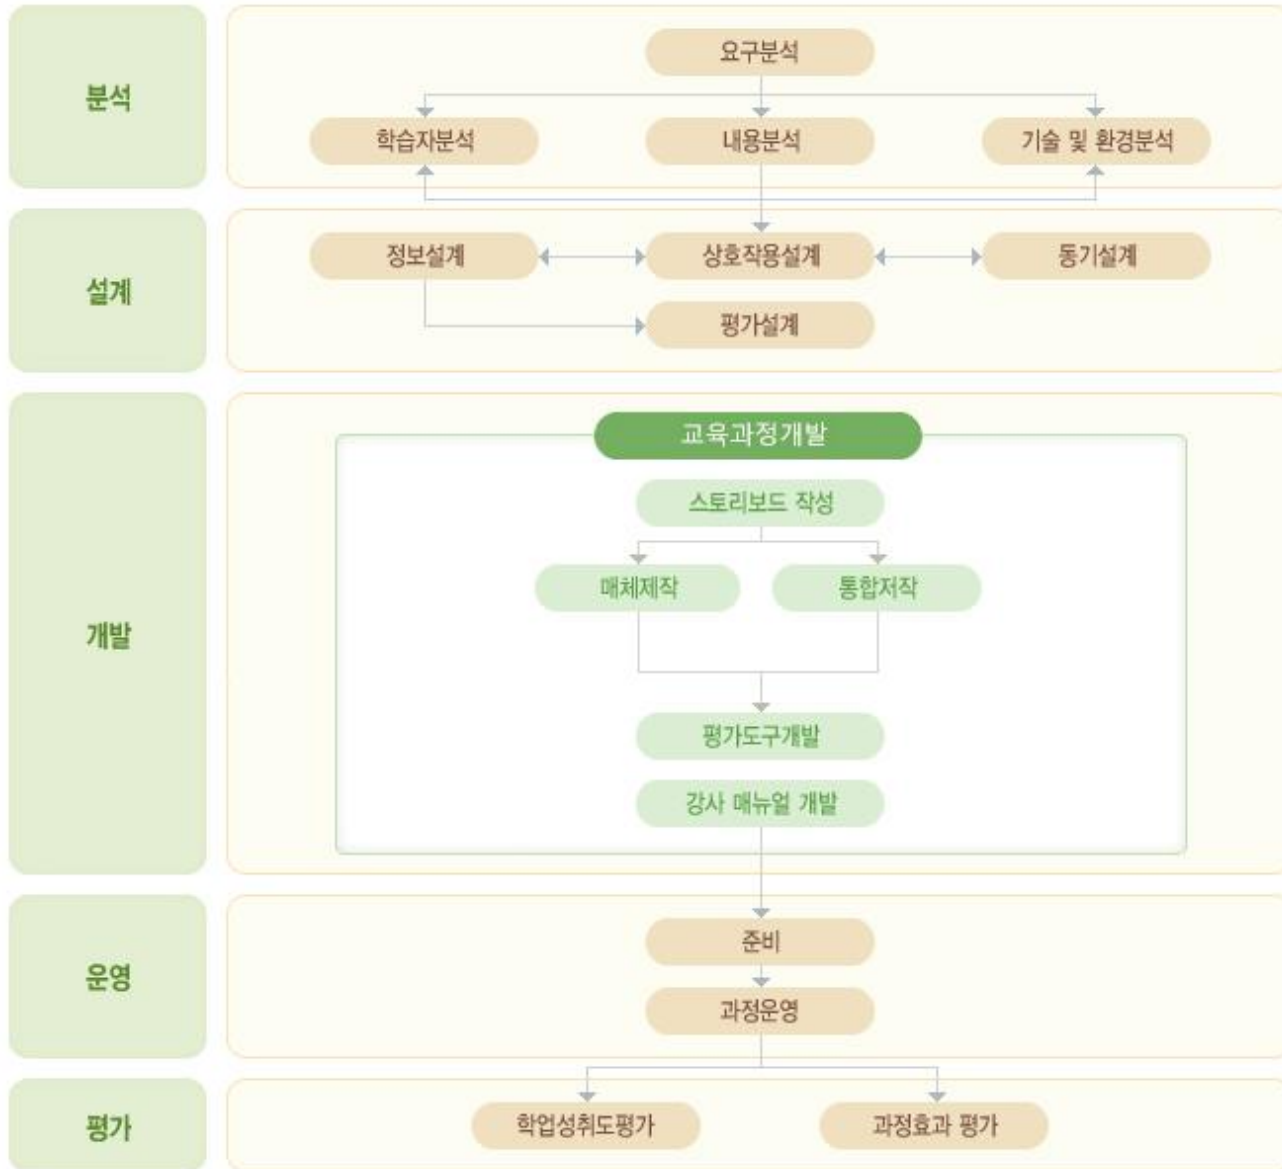 분석
요구분석
학습자분석
내용분석
기술 및 환경분석
설계
정보설계
상호작용설계
동기설계
평가설계
개발
교육과정개발
스토리보드 작성
매체제작
통합저작
평가도구개발
강사 매뉴얼 개발
운영
준비
과정운영
평가
학업성취도평가
과정효과 평가